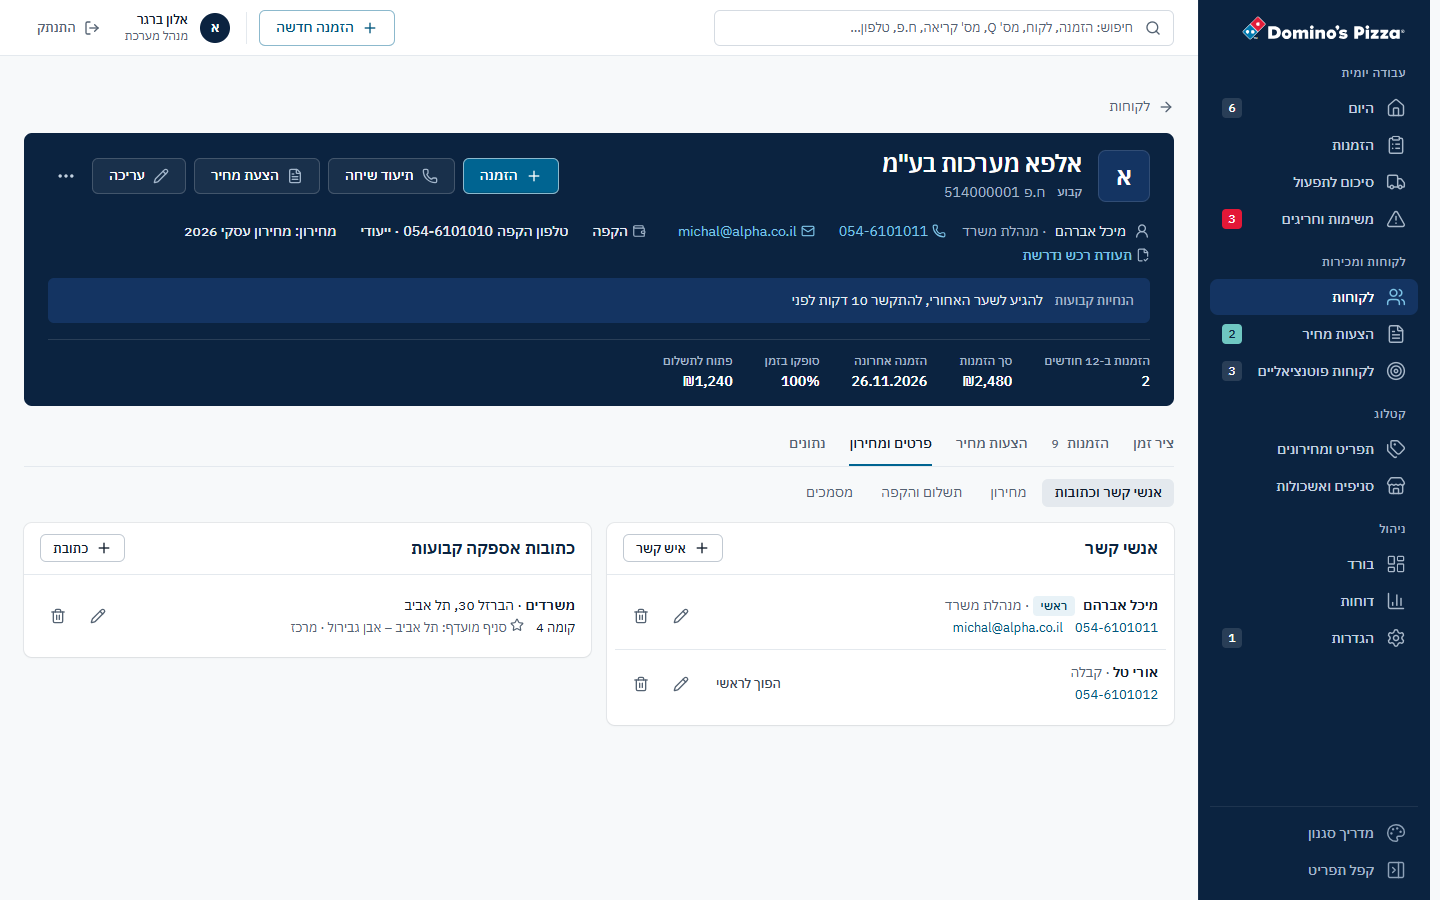 Domino's Pizza
עבודה יומית
היום 6
הזמנות
סיכום לתפעול
משימות וחריגים 3
לקוחות ומכירות
לקוחות
הצעות מחיר 2
לקוחות פוטנציאליים 3
קטלוג
תפריט ומחירונים
סניפים ואשכולות
ניהול
בורד
דוחות
הגדרות 1
מדריך סגנון
קפל תפריט
חיפוש: הזמנה, לקוח, מס' Q, מס' קריאה, ח.פ, טלפון...
הזמנה חדשה
א
אלון ברגר
מנהל מערכת
התנתק
לקוחות
א
אלפא מערכות בע"מ
קבוע ח.פ 514000001
הזמנה
תיעוד שיחה
הצעת מחיר
עריכה
מיכל אברהם · מנהלת משרד 054-6101011 michal@alpha.co.il הקפה טלפון הקפה 054-6101010 · ייעודי מחירון: מחירון עסקי 2026
תעודת רכש נדרשת
הנחיות קבועות להגיע לשער האחורי, להתקשר 10 דקות לפני
הזמנות ב-12 חודשים סך הזמנות הזמנה אחרונה סופקו בזמן פתוח לתשלום
2 ₪2,480 26.11.2026 100% ₪1,240
ציר זמן הזמנות 9 הצעות מחיר פרטים ומחירון נתונים
אנשי קשר וכתובות מחירון תשלום והקפה מסמכים
אנשי קשר
איש קשר
מיכל אברהם ראשי · מנהלת משרד
054-6101011 michal@alpha.co.il
אורי טל · קבלה
054-6101012
הפוך לראשי
כתובות אספקה קבועות
כתובת
משרדים · הברזל 30, תל אביב
קומה 4 סניף מועדף: תל אביב – אבן גבירול · מרכז